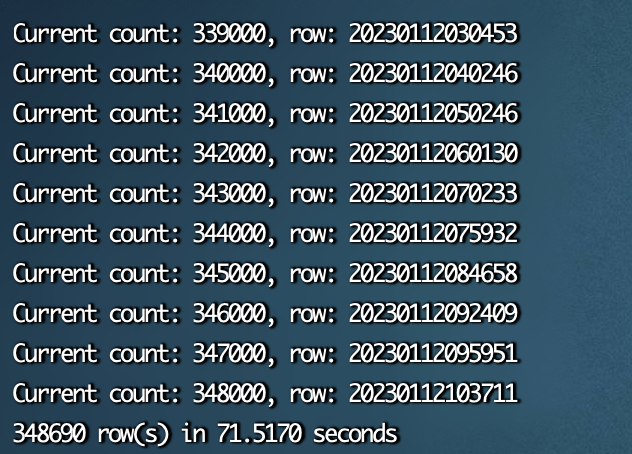 Current count: 339000, row: 20230112030453
Current count: 340000, row: 20230112040246
Current count: 341000, row: 20230112050246
Current count: 342000, row: 20230112060130
Current count: 343000, row: 20230112070233
Current count: 344000, row: 20230112075932
Current count: 345000, row: 20230112084658
Current count: 346000, row: 20230112092409
Current count: 347000, row: 20230112095951
Current count: 348000, row: 20230112103711
348690 row(s) in 71.5170 seconds